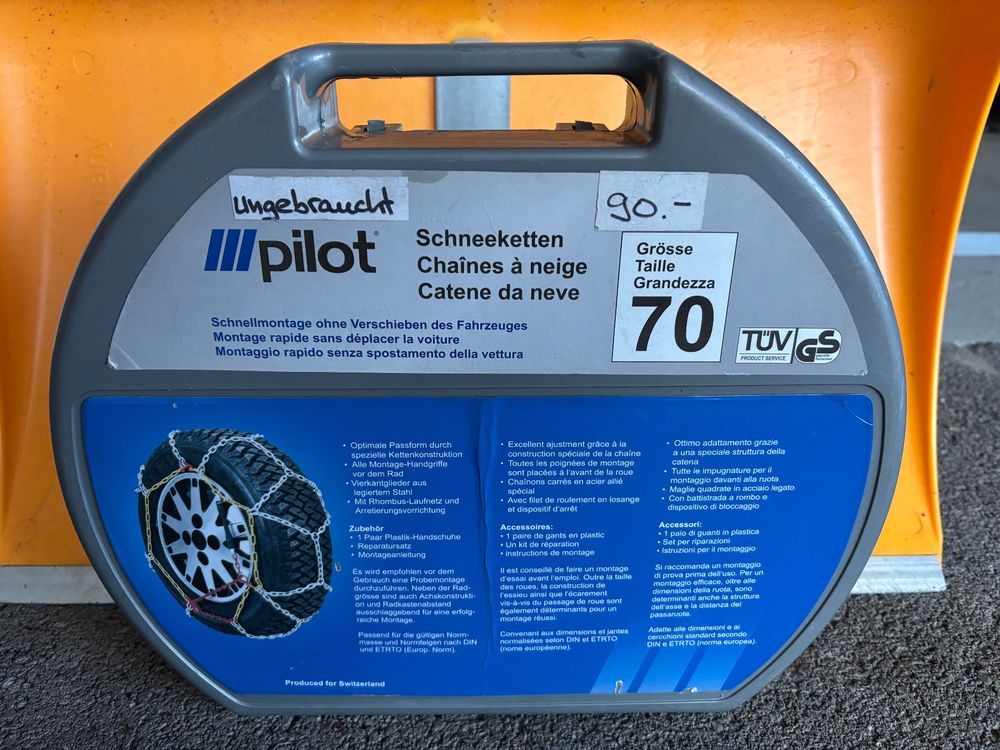 ungebraucht
90.-
pilot
Schneeketten
Chaînes à neige
Catene da neve
Grösse
Taille
Grandezza
70
Schnellmontage ohne Verschieben des Fahrzeuges
Montage rapide sans déplacer la voiture
Montaggio rapido senza spostamento della vettura
TÜV
PRODUCT SERVICE
GS
geprüfte
Sicherheit
• Optimale Passform durch
spezielle Kettenkonstruktion
• Alle Montage-Handgriffe
vor dem Rad
• Vierkantglieder aus
legiertem Stahl
• Mit Rhombus-Laufnetz und
Arretierungsvorrichtung
Zubehör
• 1 Paar Plastik-Handschuhe
• Reparatursatz
• Montageanleitung
Es wird empfohlen vor dem
Gebrauch eine Probemontage
durchzuführen. Neben der Rad-
grösse sind auch Achskonstrukti-
on und Radkastenabstand
ausschlaggebend für eine erfolg-
reiche Montage.
Passend für die gültigen Norm-
masse und Normfelgen nach DIN
und ETRTO (Europ. Norm).
• Excellent ajustment grâce à la
construction spéciale de la chaîne
• Toutes les poignées de montage
sont placées à l'avant de la roue
• Chaînons carrés en acier allié
spécial
• Avec filet de roulement en losange
et dispositif d'arrêt
Accessoires:
• 1 paire de gants en plastic
• Un kit de réparation
• instructions de montage
Il est conseillé de faire un montage
d'essai avant l'emploi. Outre la taille
des roues, la construction de
l'essieu ainsi que l'écarement
vis-à-vis du passage de roue sont
également déterminants pour un
montage réussi.
Convenant aux dimensions et jantes
normalisées selon DIN et ETRTO
(nome européenne).
• Ottimo adattamento grazie
a una speciale struttura della
catena
• Tutte le impugnature per il
montaggio davanti alla ruota
• Maglie quadrate in acciaio legato
• Con battistrada a rombo e
dispositivo di bloccaggio
Accessori:
• 1 paio di guanti in plastica
• Set per riparazioni
• Istruzioni per il montaggio
Si raccomanda un montaggio
di prova prima dell'uso. Per un
montaggio efficace, oltre alle
dimensioni della ruota, sono
determinanti anche la struttura
dell'asse e la distanza del
passaruota.
Adatte alle dimensioni e ai
cerchioni standard secondo
DIN e ETRTO (norma europea).
Produced for Switzerland